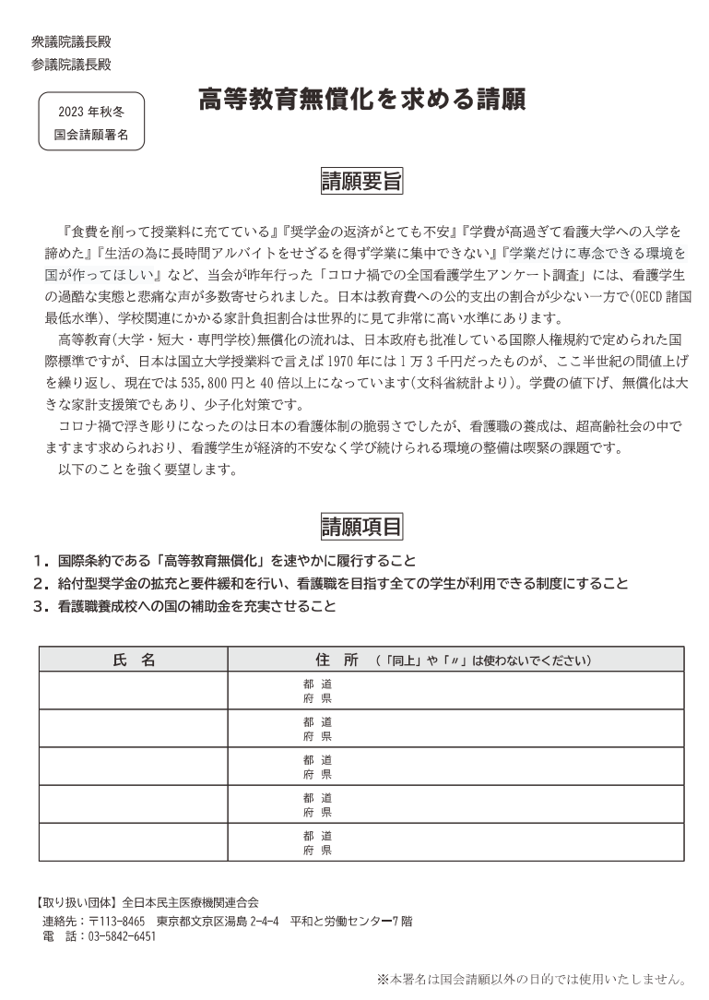 衆議院議長殿
参議院議長殿
高等教育無償化を求める請願
2023 年秋冬
国会請願署名
請願要旨
『食費を削って授業料に充てている』『奨学金の返済がとても不安』『学費が高過ぎて看護大学への入学を
諦めた』『生活の為に長時間アルバイトをせざるを得ず学業に集中できない』『学業だけに専念できる環境を
国が作ってほしい』など、当会が昨年行った「コロナ禍での全国看護学生アンケート調査」には、看護学生
の過酷な実態と悲痛な声が多数寄せられました。日本は教育費への公的支出の割合が少ない一方で(OECD 諸国
最低水準)、学校関連にかかる家計負担割合は世界的に見て非常に高い水準にあります。
高等教育(大学・短大・専門学校)無償化の流れは、日本政府も批准している国際人権規約で定められた国
際標準ですが、日本は国立大学授業料で言えば 1970 年には 1 万 3 千円だったものが、ここ半世紀の間値上げ
を繰り返し、現在では 535,800 円と 40 倍以上になっています(文科省統計より)。学費の値下げ、無償化は大
きな家計支援策でもあり、少子化対策です。
コロナ禍で浮き彫りになったのは日本の看護体制の脆弱さでしたが、看護職の養成は、超高齢社会の中で
ますます求められおり、看護学生が経済的不安なく学び続けられる環境の整備は喫緊の課題です。
以下のことを強く要望します。
請願項目
1．国際条約である「高等教育無償化」を速やかに履行すること
2．給付型奨学金の拡充と要件緩和を行い、看護職を目指す全ての学生が利用できる制度にすること
3．看護職養成校への国の補助金を充実させること
氏 名 住 所 （「同上」や「〃」は使わないでください）
都 道
府 県
都 道
府 県
都 道
府 県
都 道
府 県
都 道
府 県
【取り扱い団体】全日本民主医療機関連合会
連絡先：〒113-8465 東京都文京区湯島 2-4-4 平和と労働センター7 階
電 話：03-5842-6451
※本署名は国会請願以外の目的では使用いたしません。